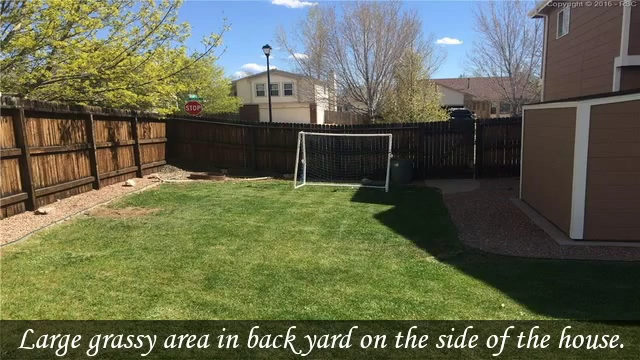 Copyright © 2016 - RSC
STOP
Large grassy area in back yard on the side of the house.